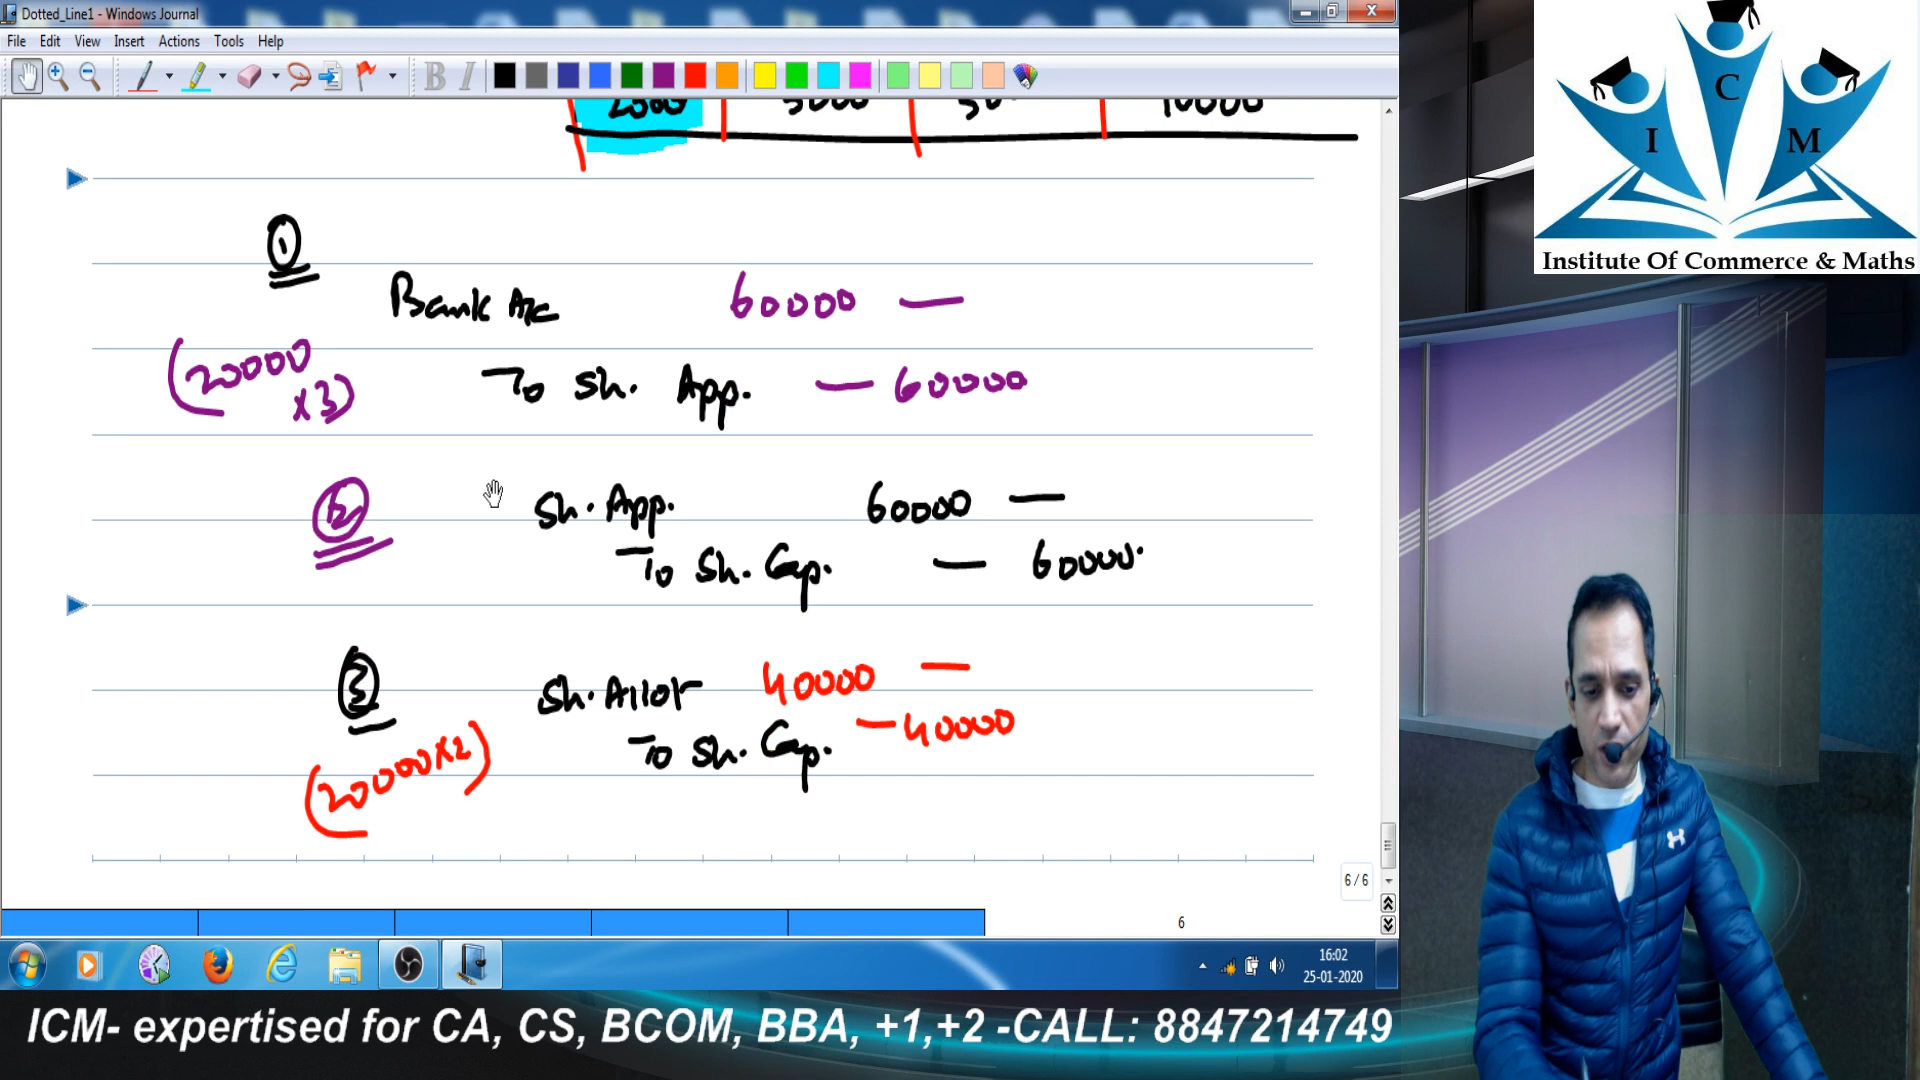 Dotted_Line1 - Windows Journal
File Edit View Insert Actions Tools Help
B I
10000
①
Bank A/c 60000 —
(20000 To Sh. App. — 60000
x3)
② Sh. App. 60000 —
To Sh. Cap. — 60000.
③ Sh. Allot 40000 —
To Sh. Cap. — 40000
(20000x2)
6 / 6
6
16:02
25-01-2020
ICM- expertised for CA, CS, BCOM, BBA, +1,+2 -CALL: 8847214749
I C M
Institute Of Commerce & Maths